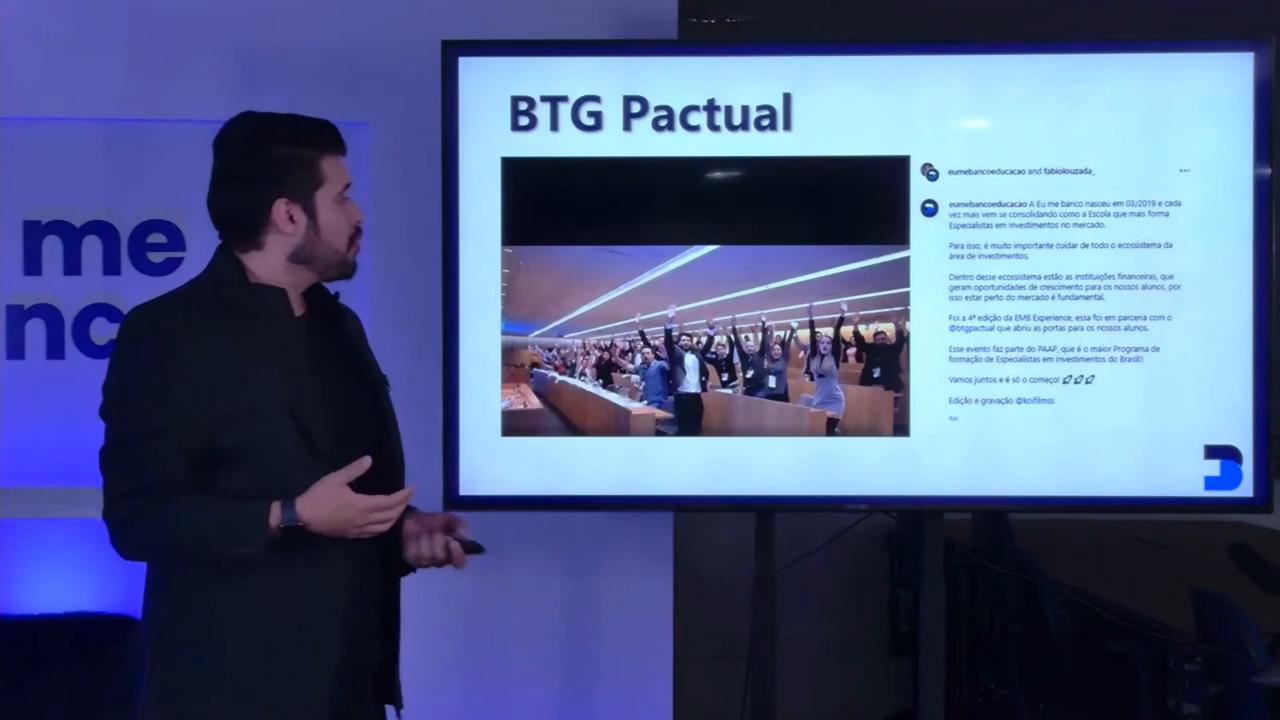 me
nc
BTG Pactual
eumebancoeducacao and fabiolouzada_
eumebancoeducacao A Eu me banco nasceu em 03/2019 e cada
vez mais vem se consolidando como a Escola que mais forma
Especialistas em Investimentos no mercado.
Para isso, é muito importante cuidar de todo o ecossistema da
área de investimentos.
Dentro desse ecossistema estão as instituições financeiras, que
geram oportunidades de crescimento para os nossos alunos, por
isso estar perto do mercado é fundamental.
Foi a 4ª edição da EMB Experience, essa foi em parceria com o
@btgpactual que abriu as portas para os nossos alunos.
Esse evento faz parte do PAAP, que é o maior Programa de
formação de Especialistas em Investimentos do Brasil!!
Vamos juntos e é só o começo! 🚀🚀🚀
Edição e gravação @koifilmss